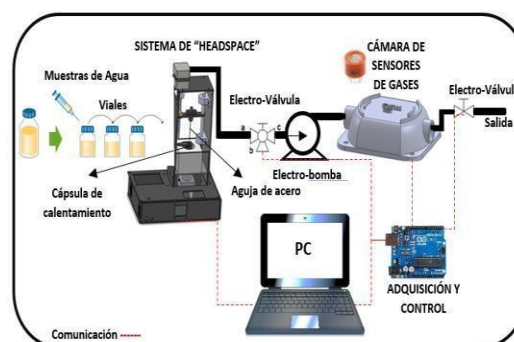 SISTEMA DE “HEADSPACE”
CÁMARA DE
SENSORES
DE GASES
Muestras de Agua
Viales
Electro-Válvula
Electro-Válvul
Salida
a
c
b
Cápsula de
calentamiento
Aguja de acero
Electro-bomba
PC
ADQUISICIÓN Y
CONTROL
Comunicación ------